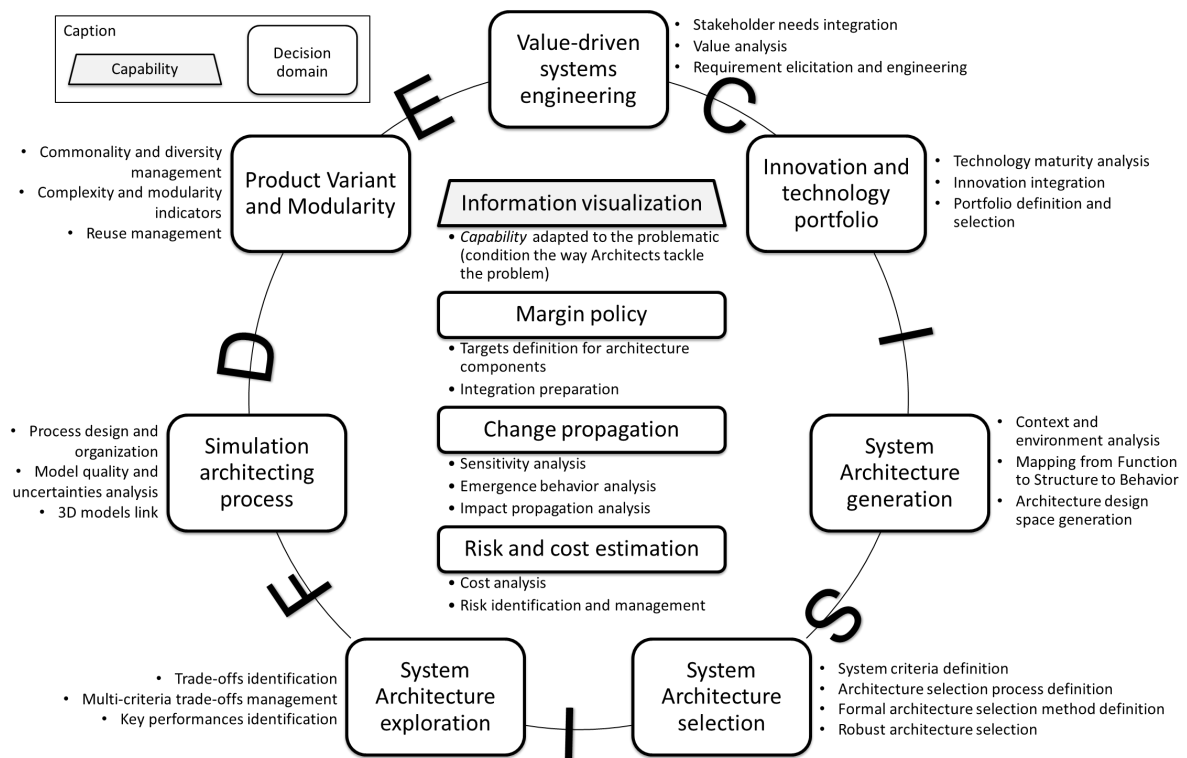 Caption
Capability
Decision
domain
Value-driven
systems
engineering
• Stakeholder needs integration
• Value analysis
• Requirement elicitation and engineering
E
C
Product Variant
and Modularity
• Commonality and diversity
management
• Complexity and modularity
indicators
• Reuse management
Innovation and
technology
portfolio
• Technology maturity analysis
• Innovation integration
• Portfolio definition and
selection
Information visualization
• Capability adapted to the problematic
(condition the way Architects tackle
the problem)
Margin policy
• Targets definition for architecture
components
• Integration preparation
D
I
Change propagation
• Sensitivity analysis
• Emergence behavior analysis
• Impact propagation analysis
Simulation
architecting
process
• Process design and
organization
• Model quality and
uncertainties analysis
• 3D models link
System
Architecture
generation
• Context and
environment analysis
• Mapping from Function
to Structure to Behavior
• Architecture design
space generation
Risk and cost estimation
• Cost analysis
• Risk identification and management
F
S
System
Architecture
exploration
• Trade-offs identification
• Multi-criteria trade-offs management
• Key performances identification
System
Architecture
selection
• System criteria definition
• Architecture selection process definition
• Formal architecture selection method definition
• Robust architecture selection
I